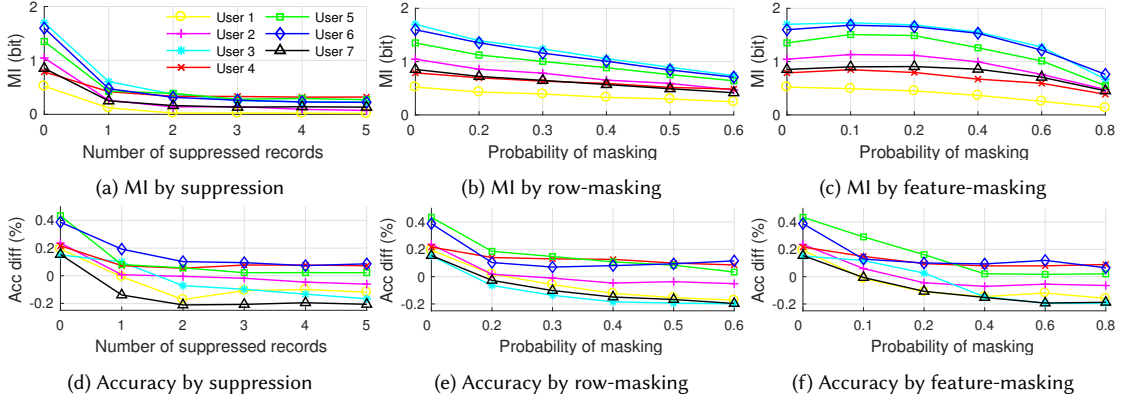 2
1
0
MI (bit)
User 1
User 2
User 3
User 4
User 5
User 6
User 7
0 1 2 3 4 5
Number of suppressed records
(a) MI by suppression
2
1
0
MI (bit)
0 0.2 0.3 0.4 0.5 0.6
Probability of masking
(b) MI by row-masking
2
1
0
MI (bit)
0 0.1 0.2 0.4 0.6 0.8
Probability of masking
(c) MI by feature-masking
0.4
0.2
0
-0.2
Acc diff (%)
0 1 2 3 4 5
Number of suppressed records
(d) Accuracy by suppression
0.4
0.2
0
-0.2
Acc diff (%)
0 0.2 0.3 0.4 0.5 0.6
Probability of masking
(e) Accuracy by row-masking
0.4
0.2
0
-0.2
Acc diff (%)
0 0.1 0.2 0.4 0.6 0.8
Probability of masking
(f) Accuracy by feature-masking